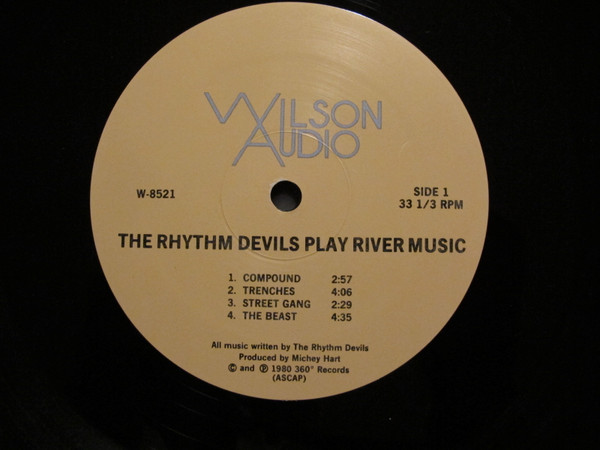 WILSON
AUDIO
W-8521
SIDE 1
33 1/3 RPM
THE RHYTHM DEVILS PLAY RIVER MUSIC
1. COMPOUND 2:57
2. TRENCHES 4:06
3. STREET GANG 2:29
4. THE BEAST 4:35
All music written by The Rhythm Devils
Produced by Michey Hart
© and ℗ 1980 360° Records
(ASCAP)